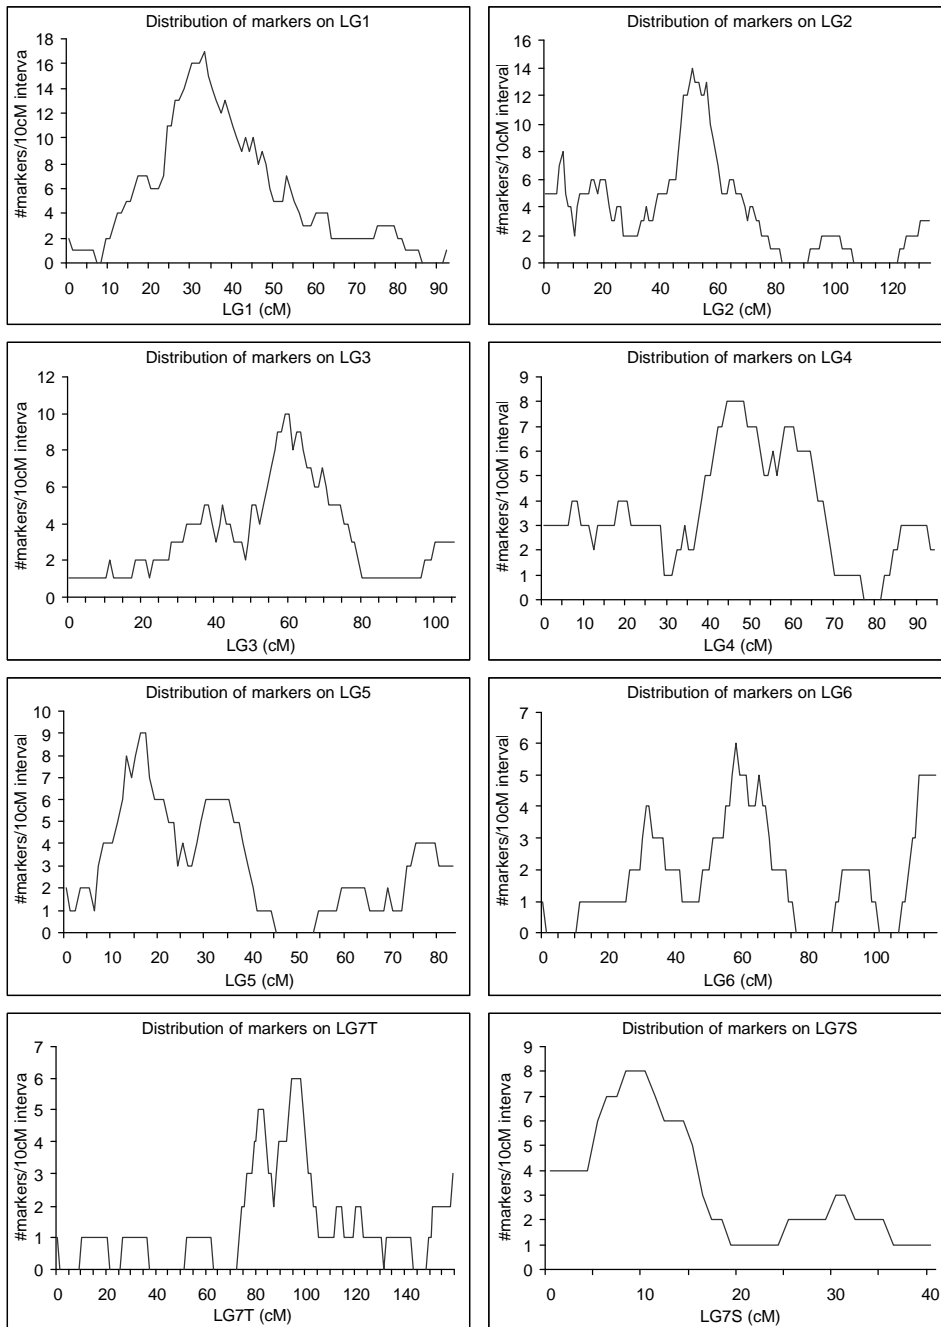 Distribution of markers on LG1
#markers/10cM interva
18
16
14
12
10
8
6
4
2
0
0 10 20 30 40 50 60 70 80 90
LG1 (cM)
Distribution of markers on LG2
#markers/10cM interval
16
14
12
10
8
6
4
2
0
0 20 40 60 80 100 120
LG2 (cM)
Distribution of markers on LG3
#markers/10cM interva
12
10
8
6
4
2
0
0 20 40 60 80 100
LG3 (cM)
Distribution of markers on LG4
#markers/10cM interval
9
8
7
6
5
4
3
2
1
0
0 10 20 30 40 50 60 70 80 90
LG4 (cM)
Distribution of markers on LG5
#markers/10cM interval
10
9
8
7
6
5
4
3
2
1
0
0 10 20 30 40 50 60 70 80
LG5 (cM)
Distribution of markers on LG6
#markers/10cM interval
7
6
5
4
3
2
1
0
0 20 40 60 80 100
LG6 (cM)
Distribution of markers on LG7T
#markers/10cM interva
7
6
5
4
3
2
1
0
0 20 40 60 80 100 120 140
LG7T (cM)
Distribution of markers on LG7S
#markers/10cM interva
9
8
7
6
5
4
3
2
1
0
0 10 20 30 40
LG7S (cM)